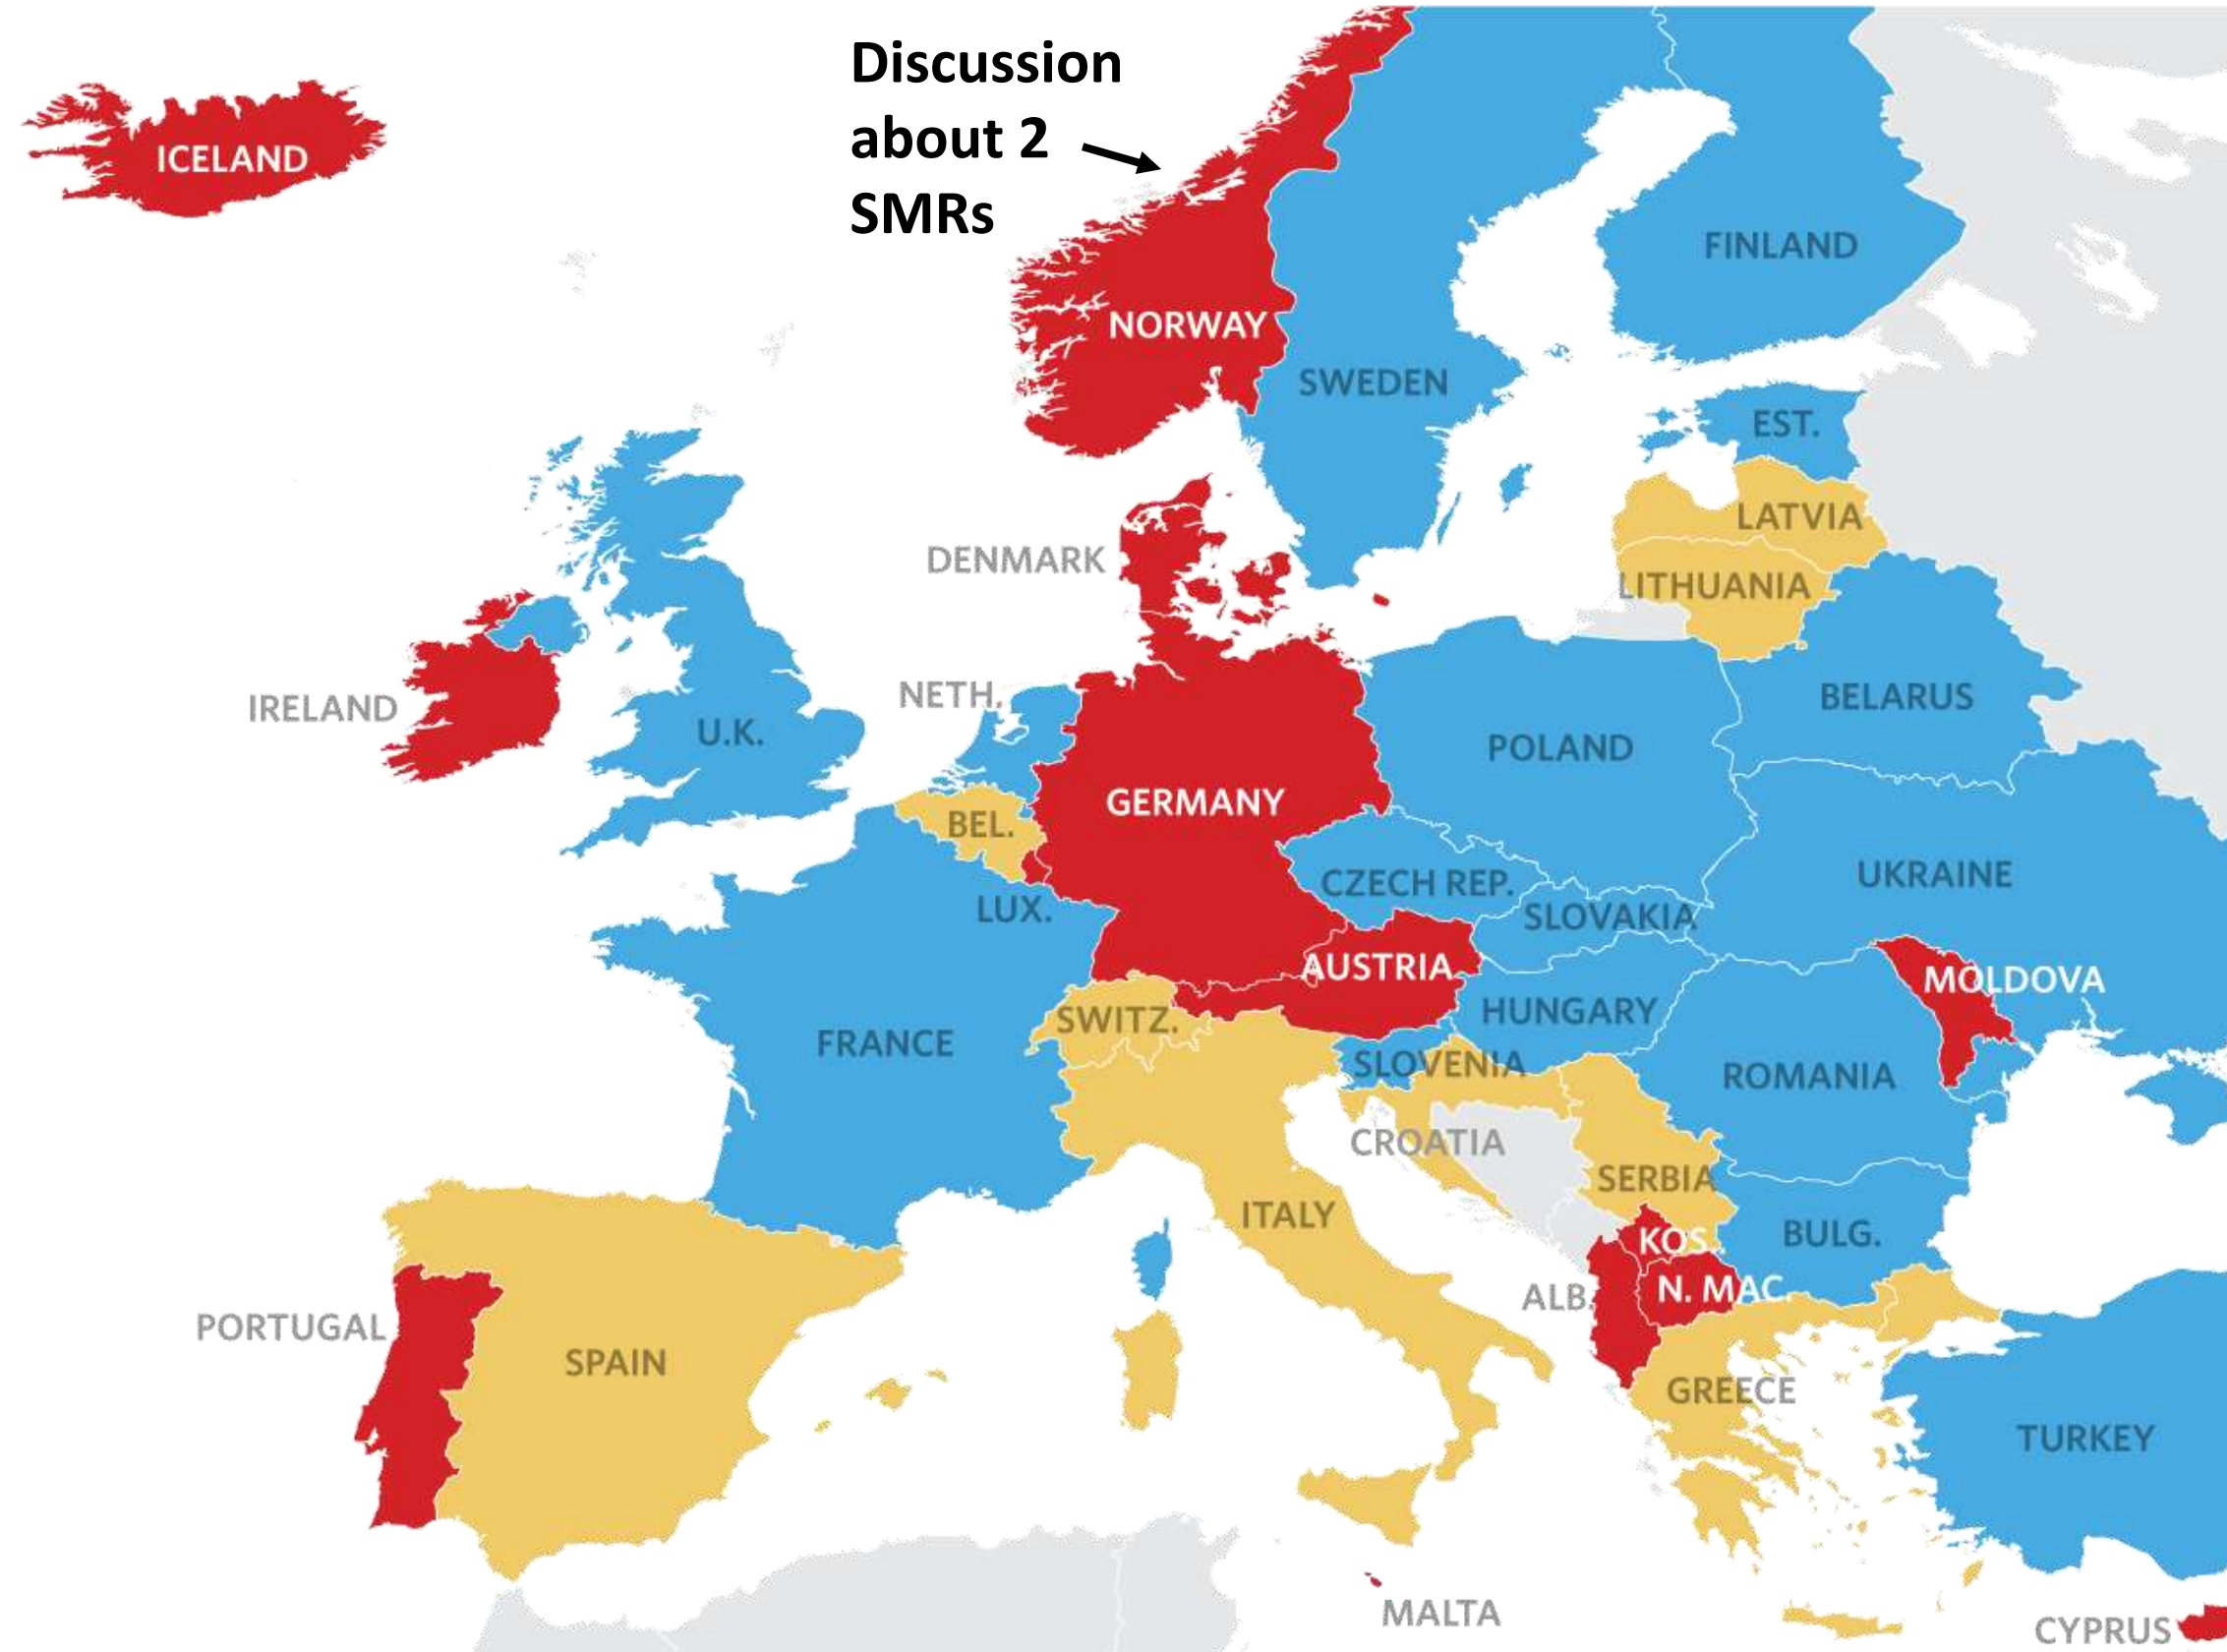 Discussion
about 2
SMRs
ICELAND
FINLAND
NORWAY
SWEDEN
EST.
LATVIA
DENMARK
LITHUANIA
NETH.
BELARUS
IRELAND
U.K.
POLAND
GERMANY
BEL.
UKRAINE
CZECH REP.
LUX.
SLOVAKIA
AUSTRIA
MOLDOVA
HUNGARY
SWITZ.
FRANCE
SLOVENIA
ROMANIA
CROATIA
SERBIA
ITALY
BULG.
KOS.
N. MAC.
ALB.
PORTUGAL
SPAIN
GREECE
TURKEY
MALTA
CYPRUS